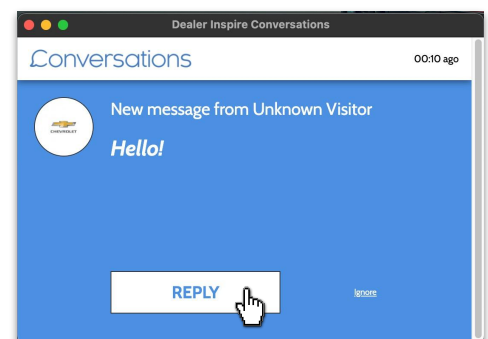 Dealer Inspire Conversations
Conversations
00:10 ago
CHEVROLET
New message from Unknown Visitor
Hello!
REPLY
Ignore